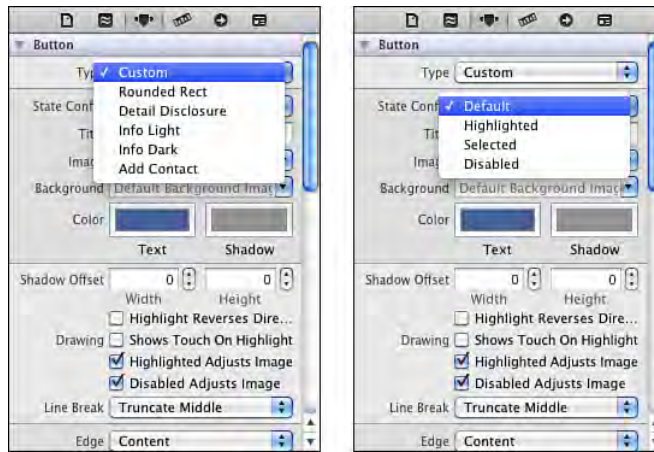 Button
Typ ✓ Custom
Rounded Rect
Detail Disclosure
Info Light
Info Dark
Add Contact
State Conf
Tit
Imag
Background Default Background Imag
Color
Text Shadow
Shadow Offset 0 0
Width Height
Highlight Reverses Dire...
Drawing Shows Touch On Highlight
Highlighted Adjusts Image
Disabled Adjusts Image
Line Break Truncate Middle
Edge Content
Button
Type Custom
State Conf ✓ Default
Highlighted
Selected
Disabled
Tit
Imag
Background Default Background Imag
Color
Text Shadow
Shadow Offset 0 0
Width Height
Highlight Reverses Dire...
Drawing Shows Touch On Highlight
Highlighted Adjusts Image
Disabled Adjusts Image
Line Break Truncate Middle
Edge Content